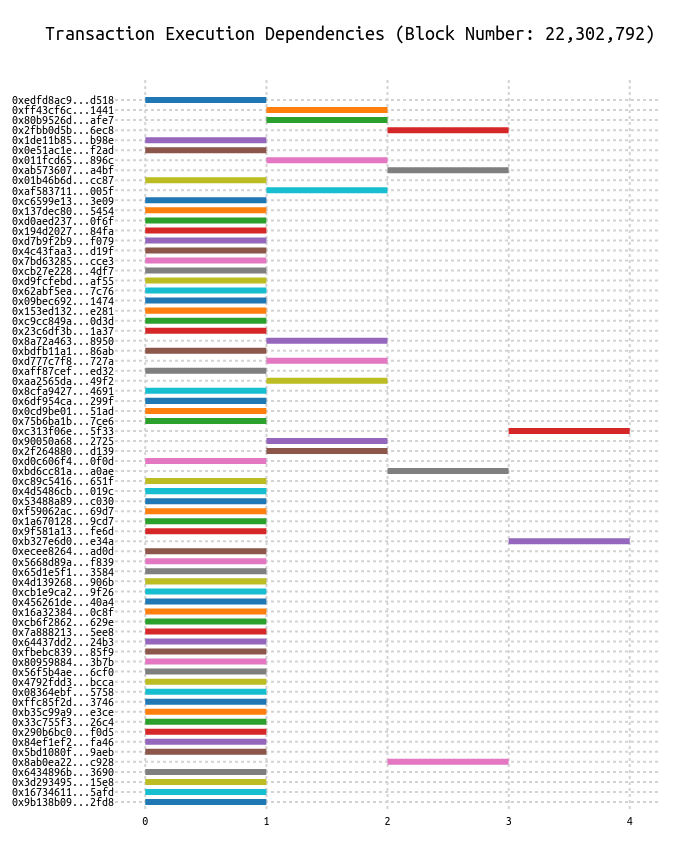 Transaction Execution Dependencies (Block Number: 22,302,792)
0xedfd8ac9...d518
0xff43cf6c...1441
0x80b9526d...afe7
0x2fbb0d5b...6ec8
0x1de11b85...b98e
0x0e51ac1e...f2ad
0x011fcd65...896c
0xab573607...a4bf
0x01b46b6d...cc87
0xaf583711...005f
0xc6599e13...3e09
0x137dec80...5454
0xd0aed237...0f6f
0x194d2027...84fa
0xd7b9f2b9...f079
0x4c43faa3...d19f
0x7bd63285...cce3
0xcb27e228...4df7
0xd9fcfebd...af55
0x62abf5ea...7c76
0x09bec692...1474
0x153ed132...e281
0xc9cc849a...0d3d
0x23c6df3b...1a37
0x8a72a463...8950
0xbdfb11a1...86ab
0xd777c7f8...727a
0xaff87cef...ed32
0xaa2565da...49f2
0x8cfa9427...4691
0x6df954ca...299f
0x0cd9be01...51ad
0x75b6ba1b...7ce6
0xc313f06e...5f33
0x90050a68...2725
0x2f264880...d139
0xd0c606f4...0f0d
0xbd6cc81a...a0ae
0xc89c5416...651f
0x4d5486cb...019c
0x53488a89...c030
0xf59062ac...69d7
0x1a670128...9cd7
0x9f581a13...fe6d
0xb327e6d0...e34a
0xecee8264...ad0d
0x5668d89a...f839
0x65d1e5f1...3584
0x4d139268...906b
0xcb1e9ca2...9f26
0x456261de...40a4
0x16a32384...0c8f
0xcb6f2862...629e
0x7a888213...5ee8
0x64437dd2...24b3
0xfbebc839...85f9
0x80959884...3b7b
0x56f5b4ae...6cf0
0x4792fdd3...bcca
0x08364ebf...5758
0xffc85f2d...3746
0xb35c99a9...e3ce
0x33c755f3...26c4
0x290b6bc0...f0d5
0x84ef1ef2...fa46
0x5bd1080f...9aeb
0x8ab0ea22...c928
0x6434896b...3690
0x3d293495...15e8
0x16734611...5afd
0x9b138b09...2fd8
0 1 2 3 4